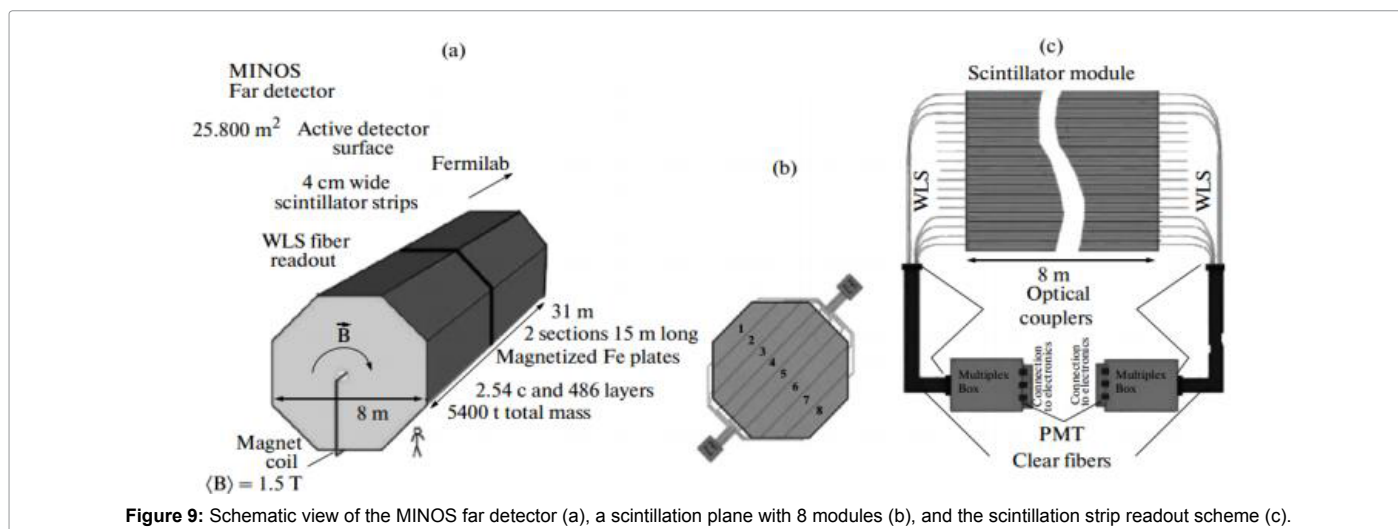 (a)
MINOS
Far detector
25.800 m² Active detector
surface
Fermilab
4 cm wide
scintillator strips
WLS fiber
readout
B
8 m
31 m
2 sections 15 m long
Magnetized Fe plates
2.54 c and 486 layers
5400 t total mass
Magnet
coil
⟨B⟩ = 1.5 T
(b)
1
2
3
4
5
6
7
8
(c)
Scintillator module
WLS
WLS
8 m
Optical
couplers
Multiplex
Box
Connection
to electronics
Connection
to electronics
Multiplex
Box
PMT
Clear fibers
Figure 9: Schematic view of the MINOS far detector (a), a scintillation plane with 8 modules (b), and the scintillation strip readout scheme (c).